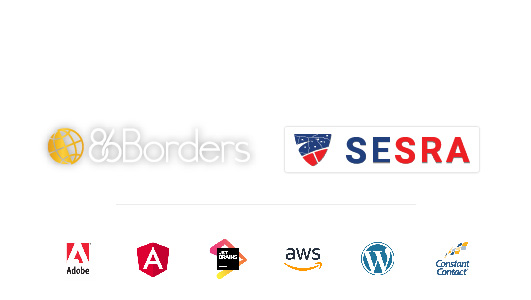 86Borders
SESRA
Adobe
JET
BRAINS
aws
Constant
Contact